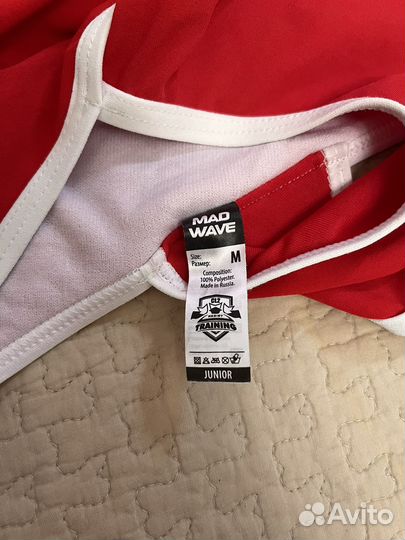 MAD
WAVE
Size:
Размер: M
Composition:
100% Polyester.
Made in Russia.
TRAINING
JUNIOR
Avito